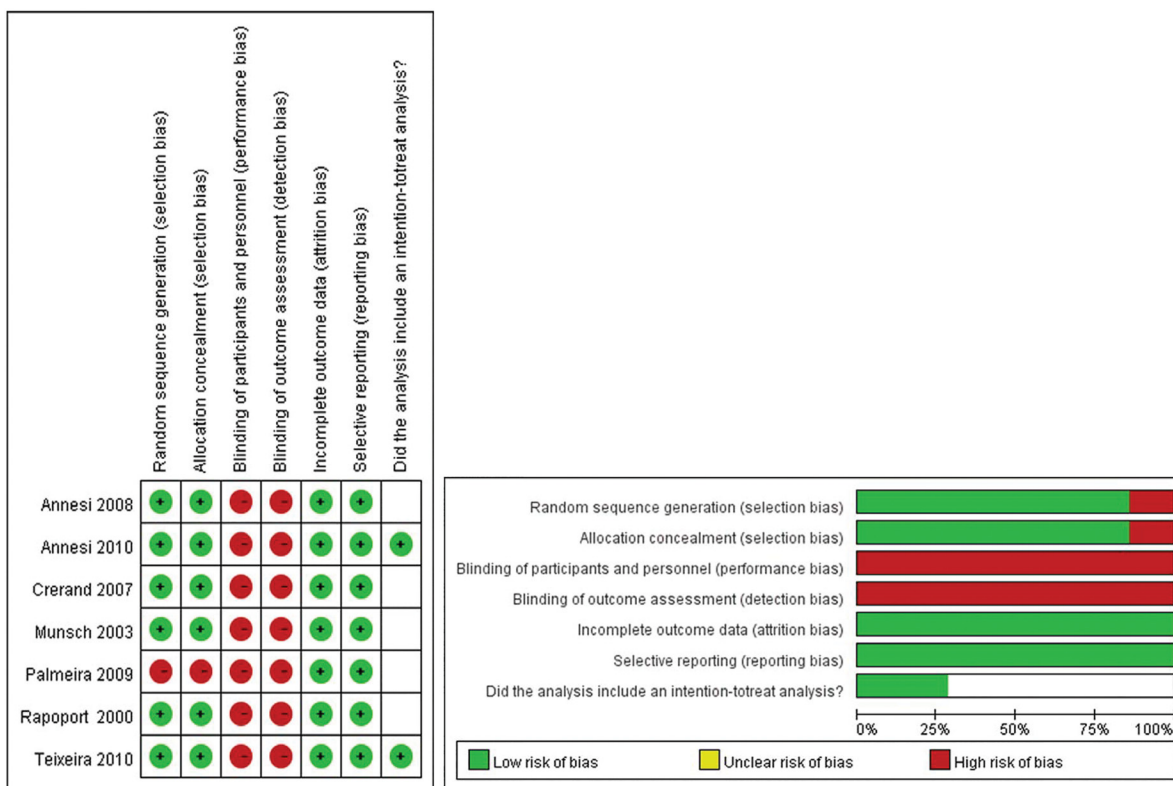 Random sequence generation (selection bias)
Allocation concealment (selection bias)
Blinding of participants and personnel (performance bias)
Blinding of outcome assessment (detection bias)
Incomplete outcome data (attrition bias)
Selective reporting (reporting bias)
Did the analysis include an intention-totreat analysis?
Annesi 2008 + + - - + +
Annesi 2010 + + - - + + +
Crerand 2007 + + - - + +
Munsch 2003 + + - - + +
Palmeira 2009 - - - - + +
Rapoport 2000 + + - - + +
Teixeira 2010 + + - - + + +
Random sequence generation (selection bias)
Allocation concealment (selection bias)
Blinding of participants and personnel (performance bias)
Blinding of outcome assessment (detection bias)
Incomplete outcome data (attrition bias)
Selective reporting (reporting bias)
Did the analysis include an intention-totreat analysis?
0% 25% 50% 75% 100%
Low risk of bias Unclear risk of bias High risk of bias